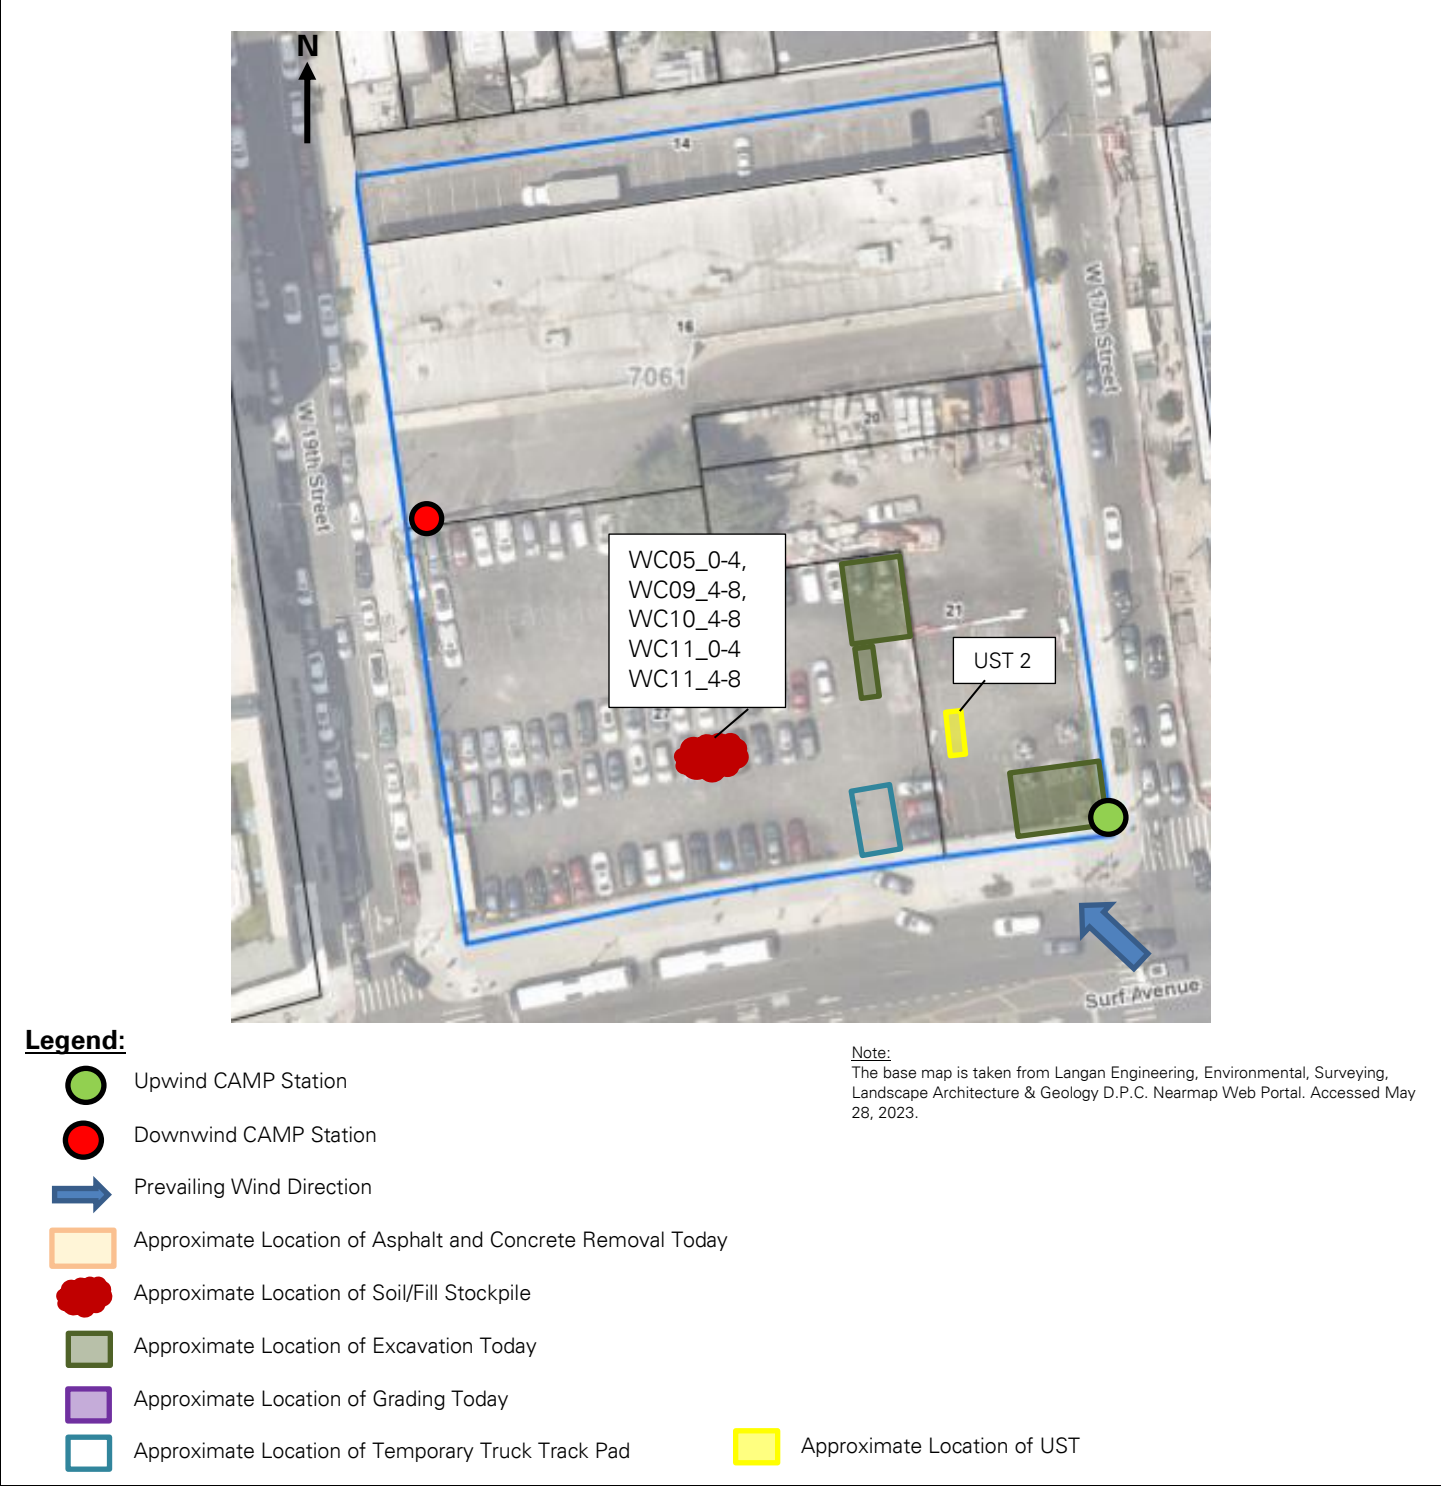 N
14
16
7061
W 17th Street
W 19th Street
20
WC05_0-4,
WC09_4-8,
WC10_4-8
WC11_0-4
WC11_4-8
21
UST 2
27
Surf Avenue
Legend:
Upwind CAMP Station
Downwind CAMP Station
Prevailing Wind Direction
Approximate Location of Asphalt and Concrete Removal Today
Approximate Location of Soil/Fill Stockpile
Approximate Location of Excavation Today
Approximate Location of Grading Today
Approximate Location of Temporary Truck Track Pad
Approximate Location of UST
Note:
The base map is taken from Langan Engineering, Environmental, Surveying,
Landscape Architecture & Geology D.P.C. Nearmap Web Portal. Accessed May
28, 2023.